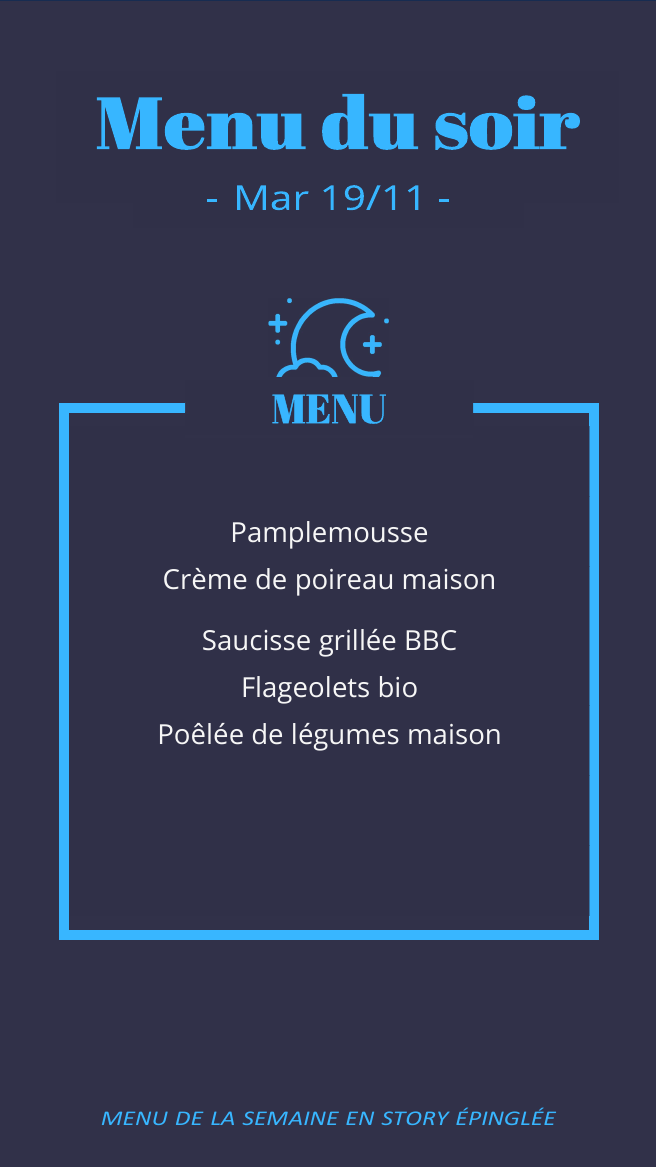 Menu du soir
- Mar 19/11 -
MENU
Pamplemousse
Crème de poireau maison
Saucisse grillée BBC
Flageolets bio
Poêlée de légumes maison
MENU DE LA SEMAINE EN STORY ÉPINGLÉE